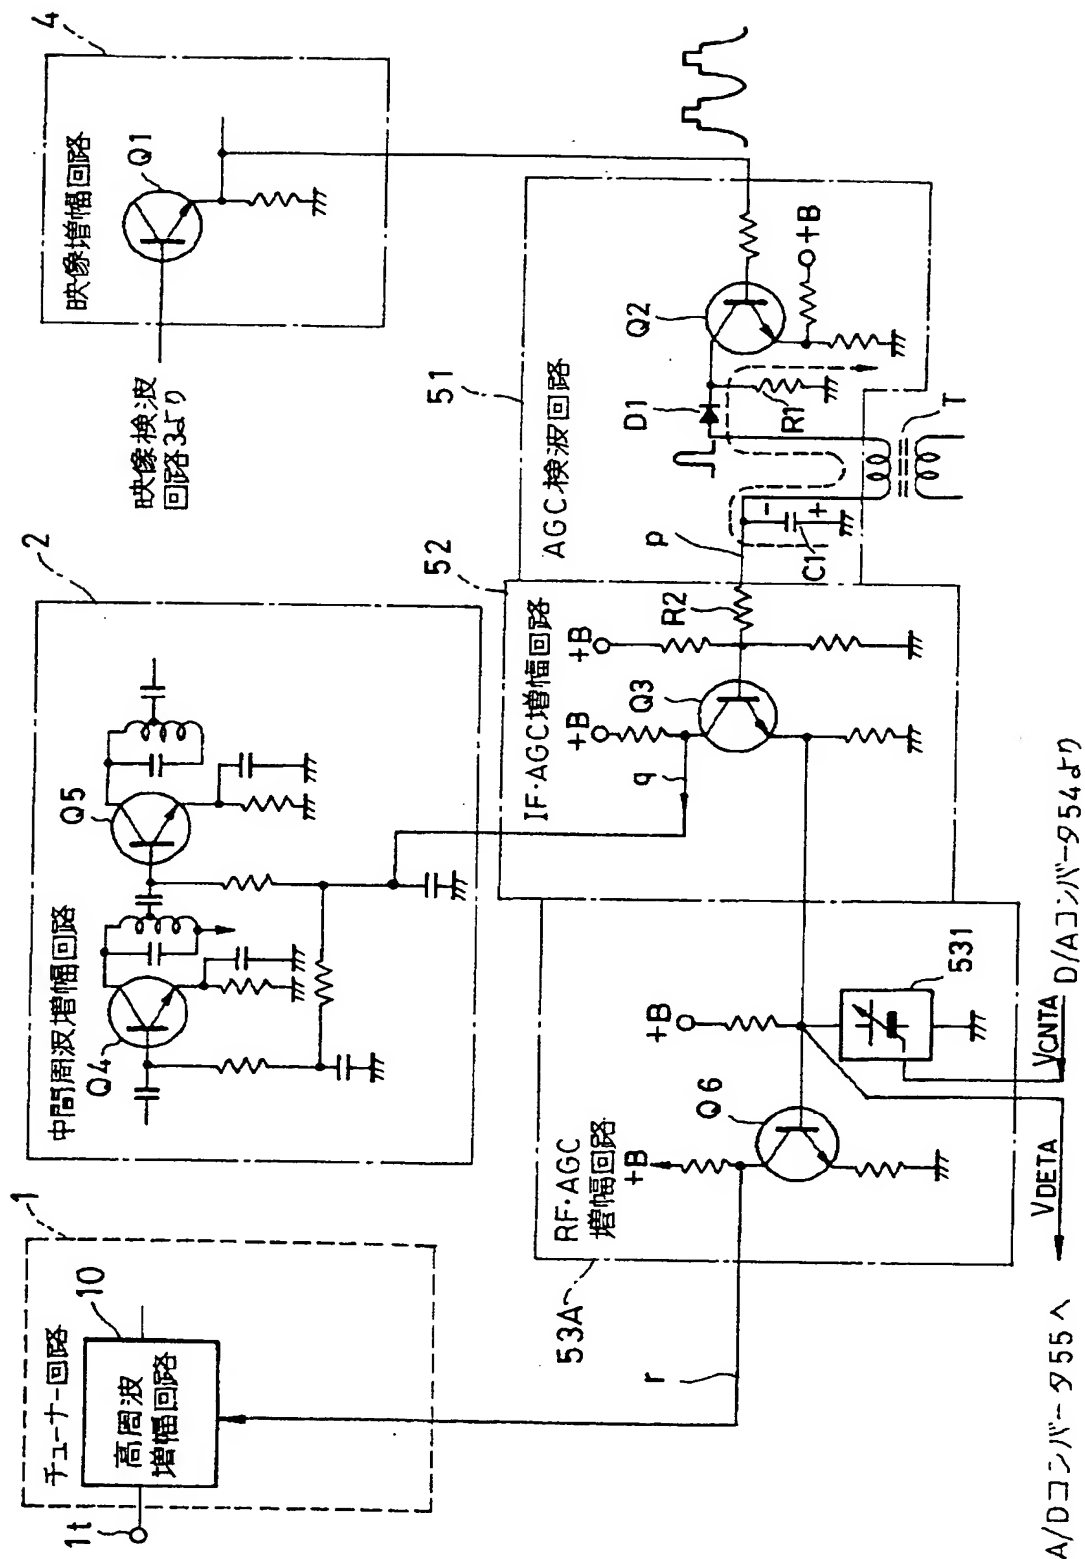 チューナー回路
1
10
高周波
増幅回路
1t
中間周波増幅回路
2
Q4
Q5
映像増幅回路
4
Q1
映像検波
回路3より
RF・AGC
増幅回路
53A
+B
+B
Q6
r
531
IF・AGC増幅回路
52
+B
+B
Q3
q
R2
AGC検波回路
51
p
D1
Q2
R1
+B
-
+
C1
T
VCNTA
D/Aコンバータ54より
VDETA
A/Dコンバータ55へ